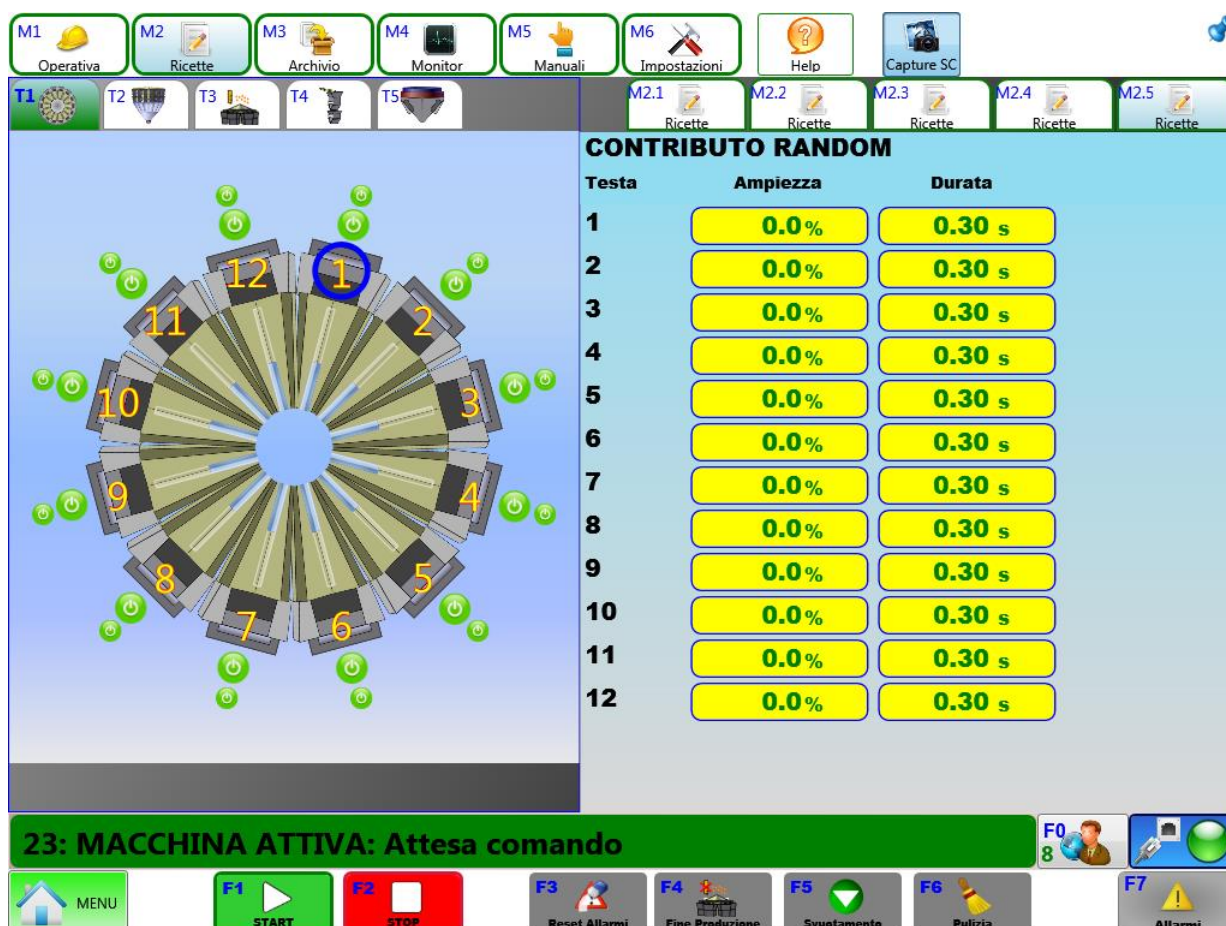 M1 M2 M3 M4 M5 M6
Operativa Ricette Archivio Monitor Manuali Impostazioni Help Capture SC
T1 T2 T3 T4 T5 M2.1 M2.2 M2.3 M2.4 M2.5
Ricette Ricette Ricette Ricette Ricette
CONTRIBUTO RANDOM
Testa Ampiezza Durata
1 0.0% 0.30 s
2 0.0% 0.30 s
3 0.0% 0.30 s
4 0.0% 0.30 s
5 0.0% 0.30 s
6 0.0% 0.30 s
7 0.0% 0.30 s
8 0.0% 0.30 s
9 0.0% 0.30 s
10 0.0% 0.30 s
11 0.0% 0.30 s
12 0.0% 0.30 s
12 1
11 2
10 3
9 4
8 5
7 6
23: MACCHINA ATTIVA: Attesa comando
F0
8
MENU
F1 F2 F3 F4 F5 F6 F7
START STOP Reset Allarmi Fine Produzione Svuotamento Pulizia Allarmi